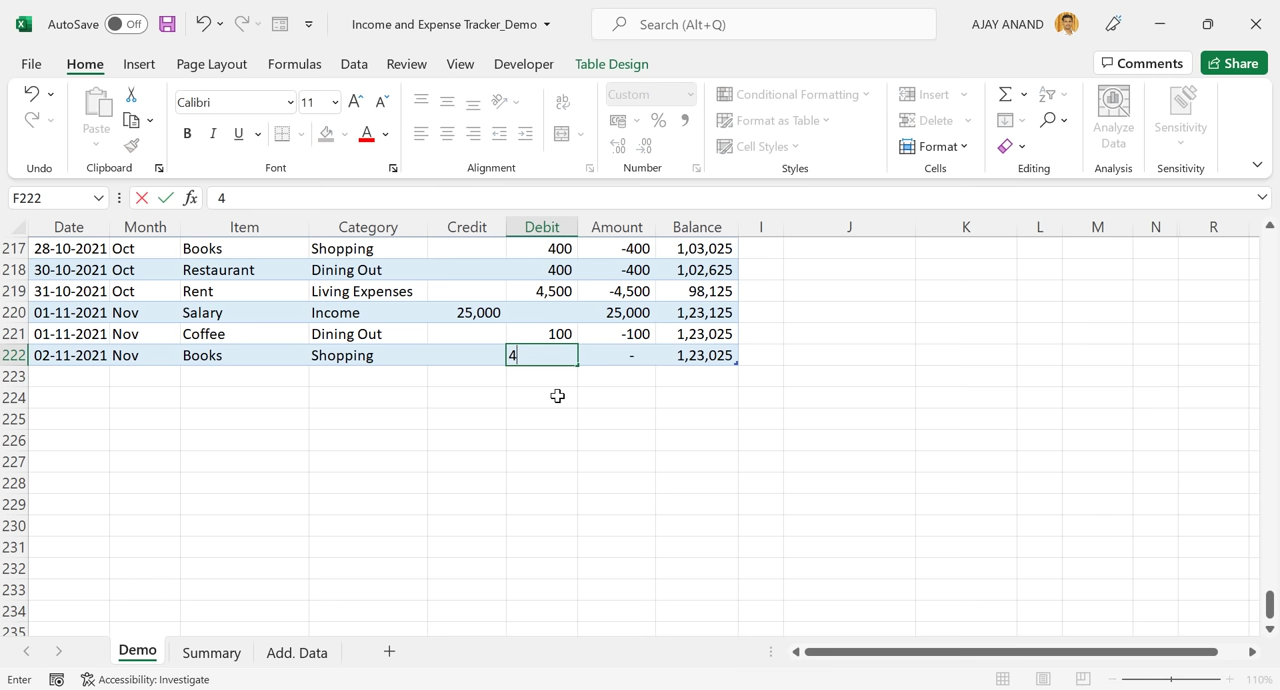 AutoSave Off Income and Expense Tracker_Demo Search (Alt+Q) AJAY ANAND
File Home Insert Page Layout Formulas Data Review View Developer Table Design Comments Share
Calibri 11 Custom Conditional Formatting Insert
Paste Format as Table Delete Analyze Data Sensitivity
Cell Styles Format
Undo Clipboard Font Alignment Number Styles Cells Editing Analysis Sensitivity
F222 fx 4
Date Month Item Category Credit Debit Amount Balance I J K L M N R
217 28-10-2021 Oct Books Shopping 400 -400 1,03,025
218 30-10-2021 Oct Restaurant Dining Out 400 -400 1,02,625
219 31-10-2021 Oct Rent Living Expenses 4,500 -4,500 98,125
220 01-11-2021 Nov Salary Income 25,000 25,000 1,23,125
221 01-11-2021 Nov Coffee Dining Out 100 -100 1,23,025
222 02-11-2021 Nov Books Shopping 4 - 1,23,025
223
224
225
226
227
228
229
230
231
232
233
234
235
Demo Summary Add. Data
Enter Accessibility: Investigate 110%